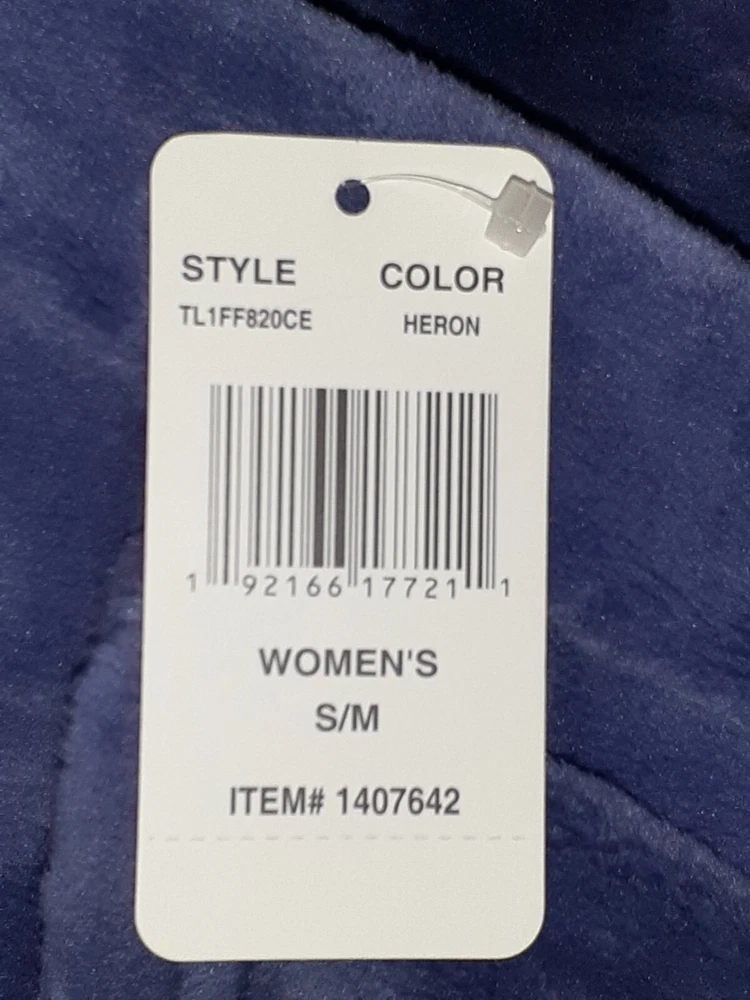 STYLE COLOR
TL1FF820CE HERON
1 92166 17721 1
WOMEN'S
S/M
ITEM# 1407642